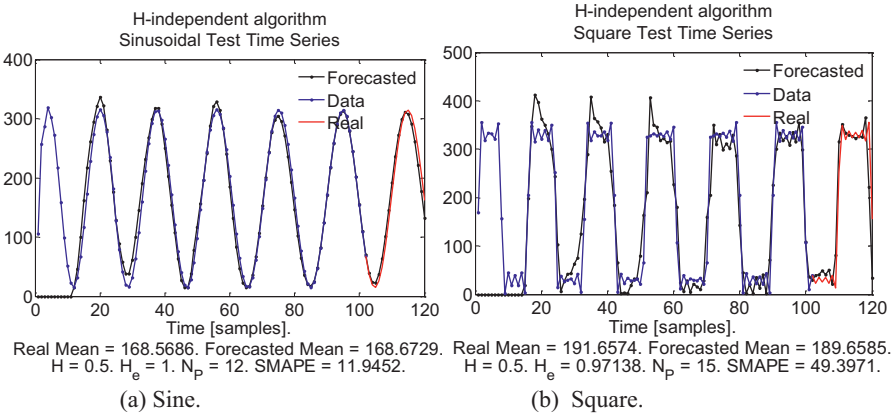 H-independent algorithm
Sinusoidal Test Time Series
400
300
200
100
0
Forecasted
Data
Real
0 20 40 60 80 100 120
Time [samples].
Real Mean = 168.5686. Forecasted Mean = 168.6729.
H = 0.5. H_e = 1. N_P = 12. SMAPE = 11.9452.
(a) Sine.
H-independent algorithm
Square Test Time Series
500
400
300
200
100
0
Forecasted
Data
Real
0 20 40 60 80 100 120
Time [samples].
Real Mean = 191.6574. Forecasted Mean = 189.6585.
H = 0.5. H_e = 0.97138. N_P = 15. SMAPE = 49.3971.
(b) Square.